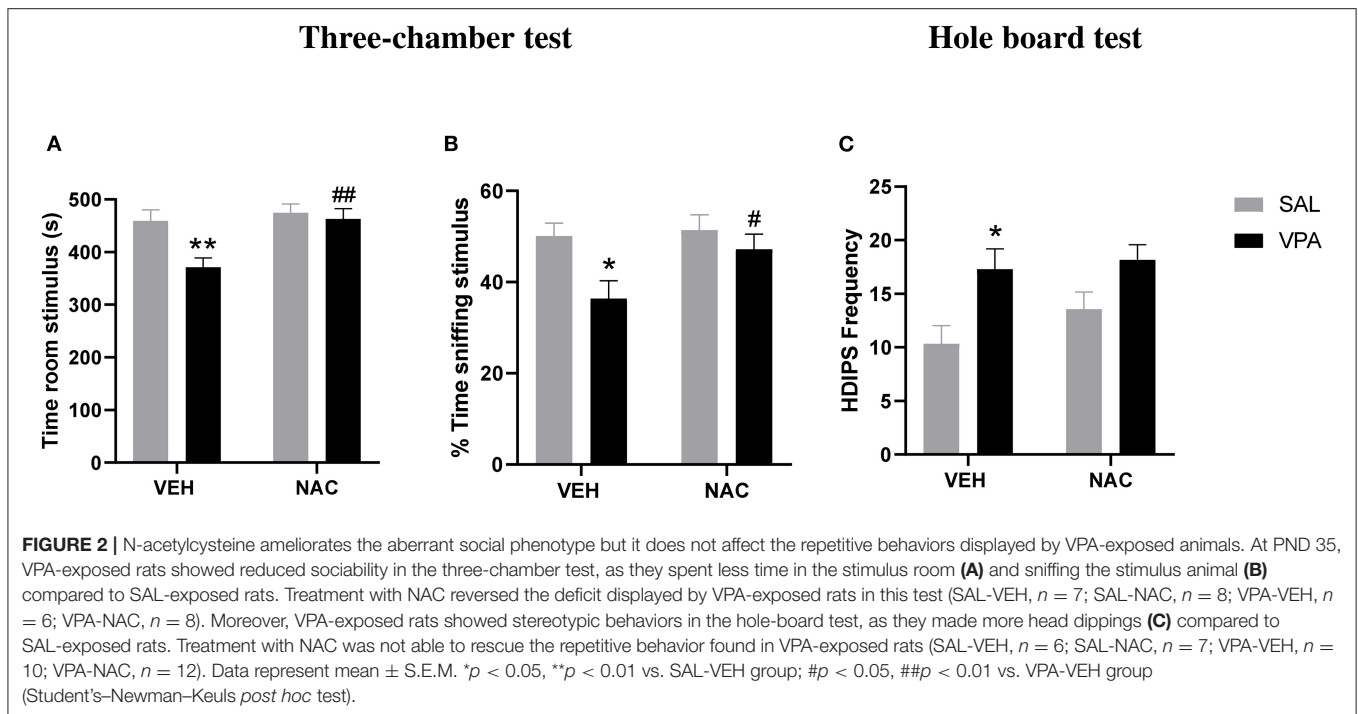 Three-chamber test
Hole board test
A
Time room stimulus (s)
500
400
300
200
100
0
**
##
VEH
NAC
B
% Time sniffing stimulus
60
40
20
0
*
#
VEH
NAC
C
HDIPS Frequency
25
20
15
10
5
0
*
VEH
NAC
SAL
VPA
FIGURE 2 | N-acetylcysteine ameliorates the aberrant social phenotype but it does not affect the repetitive behaviors displayed by VPA-exposed animals. At PND 35,
VPA-exposed rats showed reduced sociability in the three-chamber test, as they spent less time in the stimulus room (A) and sniffing the stimulus animal (B)
compared to SAL-exposed rats. Treatment with NAC reversed the deficit displayed by VPA-exposed rats in this test (SAL-VEH, n = 7; SAL-NAC, n = 8; VPA-VEH, n
= 6; VPA-NAC, n = 8). Moreover, VPA-exposed rats showed stereotypic behaviors in the hole-board test, as they made more head dippings (C) compared to
SAL-exposed rats. Treatment with NAC was not able to rescue the repetitive behavior found in VPA-exposed rats (SAL-VEH, n = 6; SAL-NAC, n = 7; VPA-VEH, n =
10; VPA-NAC, n = 12). Data represent mean ± S.E.M. *p < 0.05, **p < 0.01 vs. SAL-VEH group; #p < 0.05, ##p < 0.01 vs. VPA-VEH group
(Student's–Newman–Keuls post hoc test).